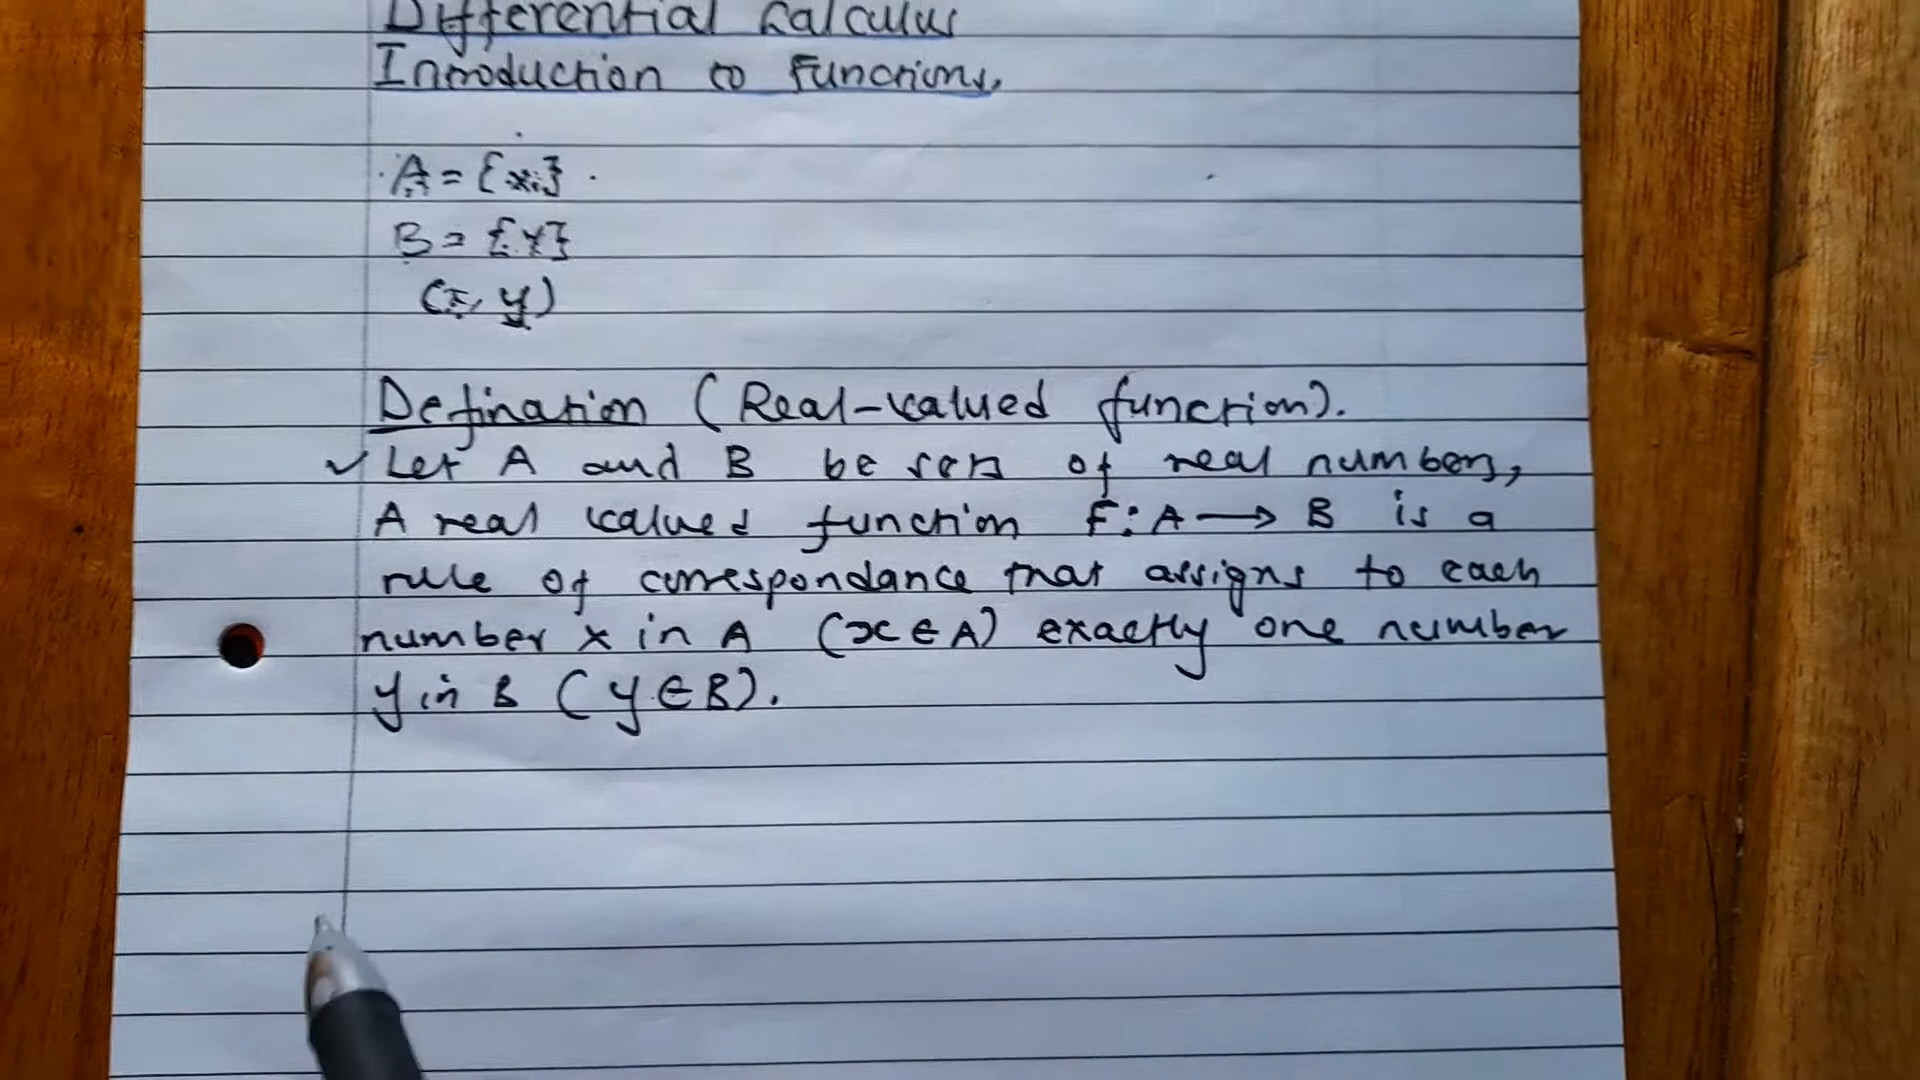 Differential Calculus
Introduction to Functions.
A = {x}
B = {Y}
(x, y)
Defination (Real-valued function).
✓ Let A and B be sets of real numbers,
A real valued function F: A → B is a
rule of correspondance that assigns to each
number x in A (x ∈ A) exactly one number
y in B (y ∈ B).